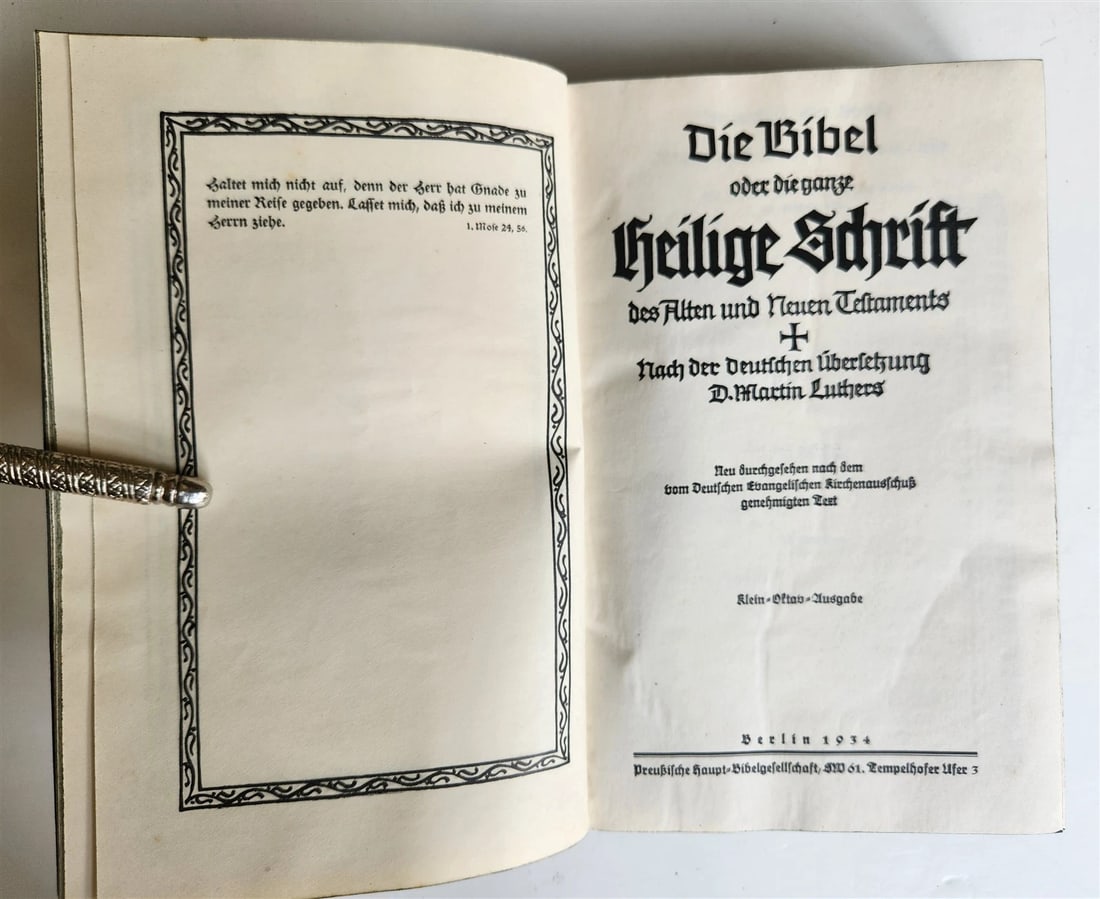 Haltet mich nicht auf, denn der Herr hat Gnade zu
meiner Reise gegeben. Lasset mich, daß ich zu meinem
Herrn ziehe. 1. Mose 24, 56.
Die Bibel
oder die ganze
Heilige Schrift
des Alten und Neuen Testaments
Nach der deutschen Übersetzung
D. Martin Luthers
Neu durchgesehen nach dem
vom Deutschen Evangelischen Kirchenausschuß
genehmigten Text
Klein-Oktav-Ausgabe
Berlin 1934
Preußische Haupt-Bibelgesellschaft, SW 61. Tempelhofer Ufer 3